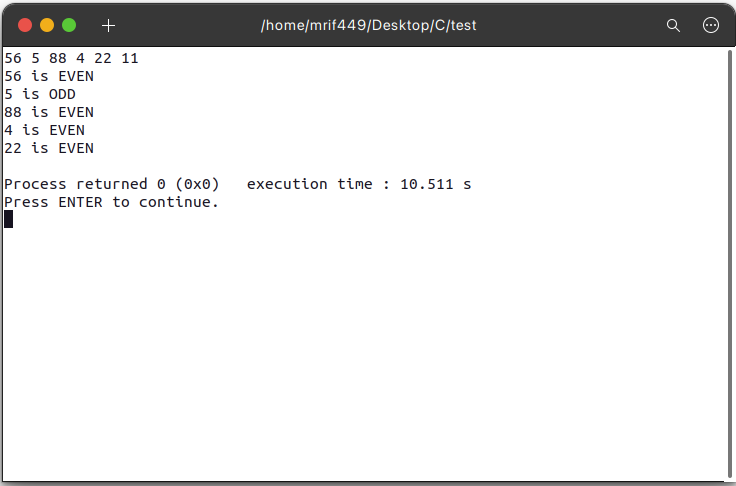 /home/mrif449/Desktop/C/test
56 5 88 4 22 11
56 is EVEN
5 is ODD
88 is EVEN
4 is EVEN
22 is EVEN
Process returned 0 (0x0)   execution time : 10.511 s
Press ENTER to continue.